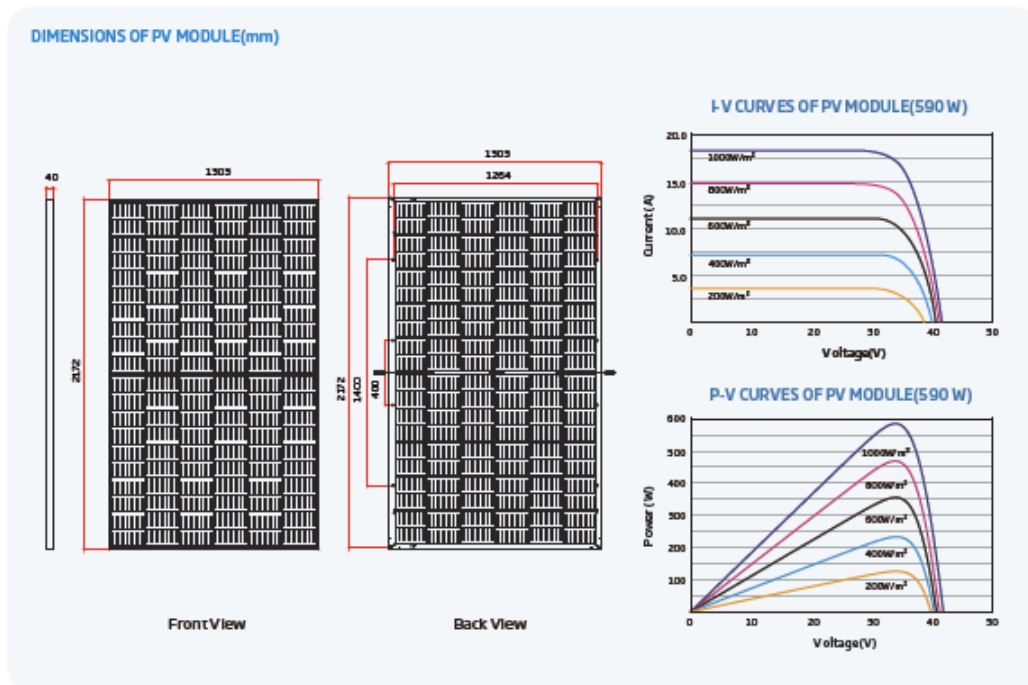 DIMENSIONS OF PV MODULE(mm)
40
1303
2172
Front View
1303
1264
2172
1400
400
Back View
I-V CURVES OF PV MODULE(590 W)
Current (A)
20.0
15.0
10.0
5.0
1000W/m²
800W/m²
600W/m²
400W/m²
200W/m²
0 10 20 30 40 50
Voltage(V)
P-V CURVES OF PV MODULE(590 W)
Power (W)
600
500
400
300
200
100
1000W/m²
800W/m²
600W/m²
400W/m²
200W/m²
0 10 20 30 40 50
Voltage(V)